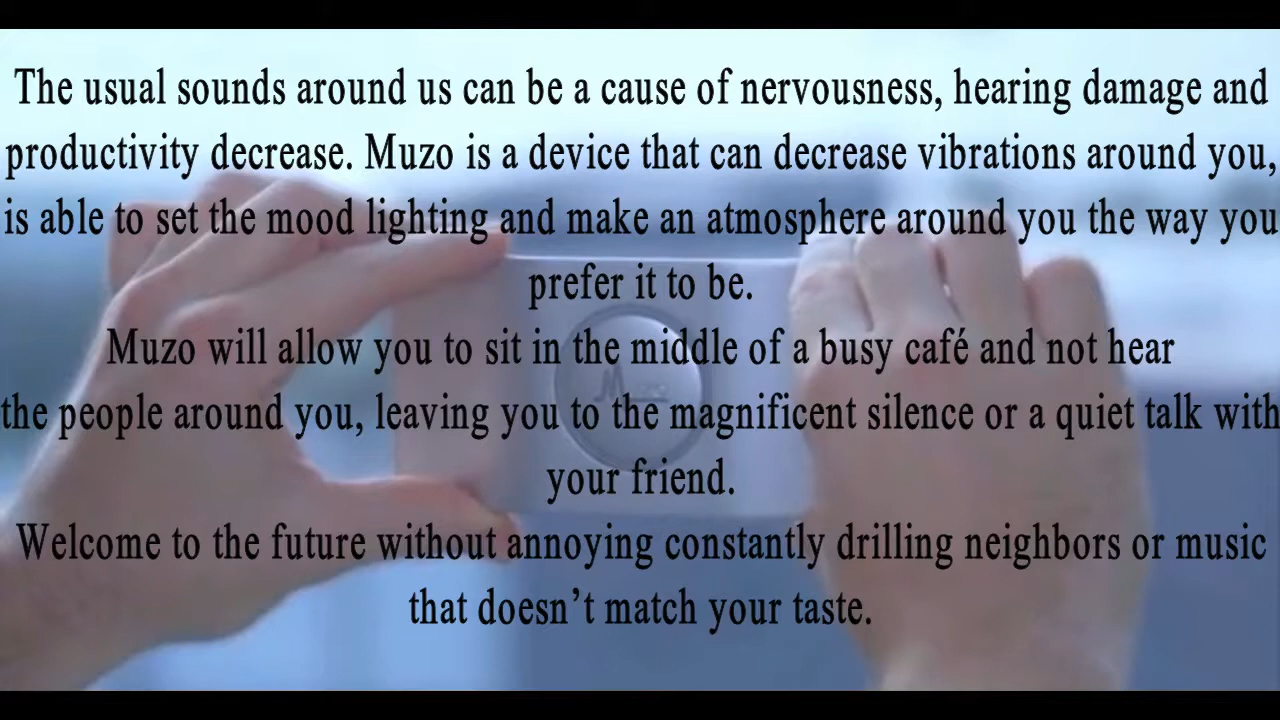 The usual sounds around us can be a cause of nervousness, hearing damage and
productivity decrease. Muzo is a device that can decrease vibrations around you,
is able to set the mood lighting and make an atmosphere around you the way you
prefer it to be.
Muzo will allow you to sit in the middle of a busy café and not hear
the people around you, leaving you to the magnificent silence or a quiet talk with
your friend.
Welcome to the future without annoying constantly drilling neighbors or music
that doesn’t match your taste.
Muzo